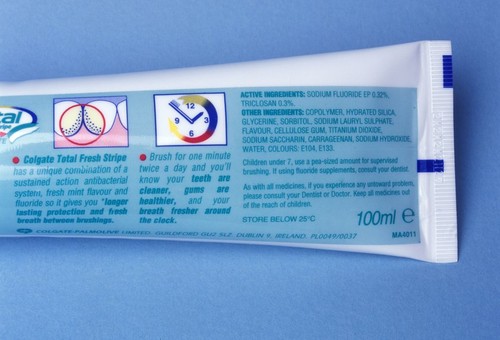 tal
12
9
3
6
• Colgate Total Fresh Stripe
has a unique combination of a
sustained action antibacterial
system, fresh mint flavour and
fluoride so it gives you "longer
lasting protection and fresh
breath between brushings.
• Brush for one minute
twice a day and you'll
know your teeth are
cleaner, gums are
healthier, and your
breath fresher around
the clock.
ACTIVE INGREDIENTS: SODIUM FLUORIDE EP 0.32%,
TRICLOSAN 0.3%.
OTHER INGREDIENTS: COPOLYMER, HYDRATED SILICA,
GLYCERINE, SORBITOL, SODIUM LAURYL SULPHATE,
FLAVOUR, CELLULOSE GUM, TITANIUM DIOXIDE,
SODIUM SACCHARIN, CARRAGEENAN, SODIUM HYDROXIDE,
WATER, COLOURS: E104, E133.
Children under 7, use a pea-sized amount for supervised
brushing. If using fluoride supplements, consult your Dentist.
As with all medicines, if you experience any untoward problems,
please consult your Dentist or Doctor. Keep all medicines out
of the reach of children.
STORE BELOW 25°C
100ml e
COLGATE-PALMOLIVE LIMITED, GUILDFORD GU2 5LZ. DUBLIN 9, IRELAND. PL0049/0037
MA4011